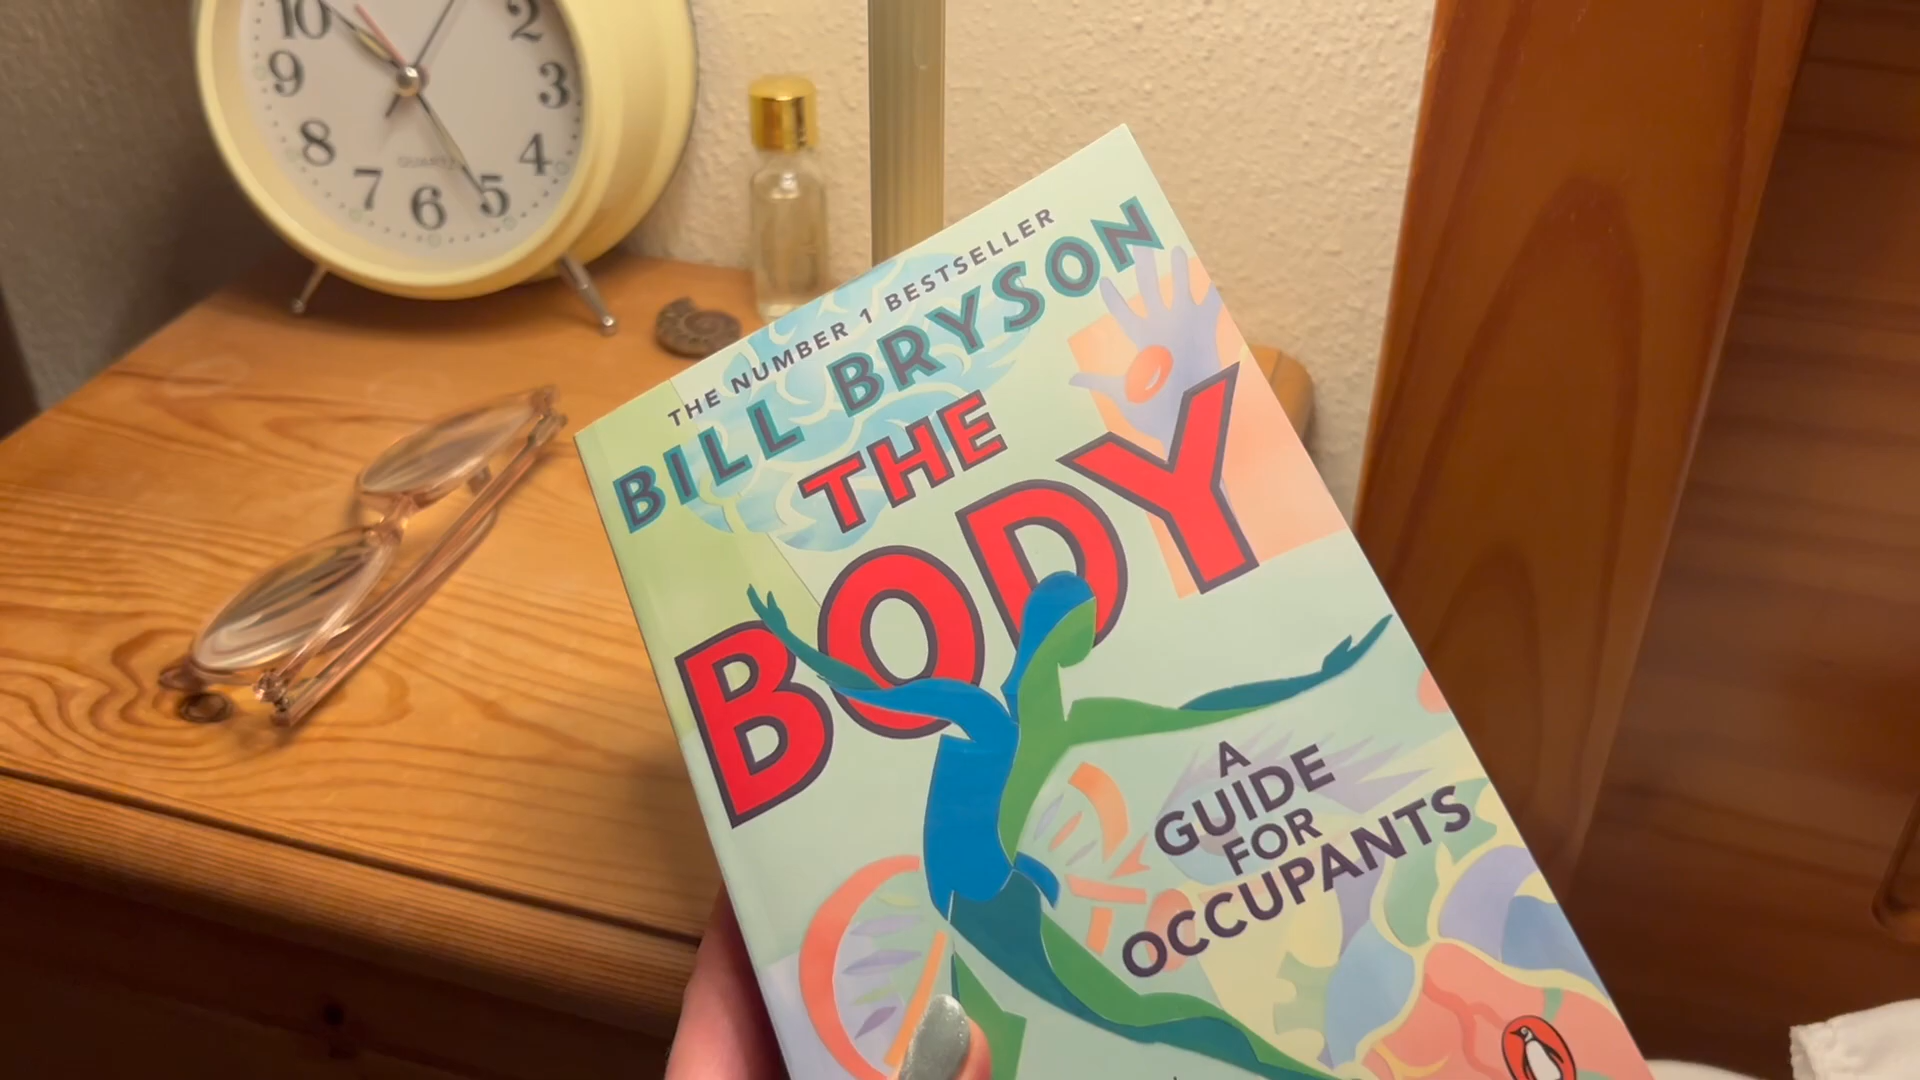 10
2
9
3
8
4
7
6
5
QUARTZ
THE NUMBER 1 BESTSELLER
BILL BRYSON
THE
BODY
A
GUIDE
FOR
OCCUPANTS